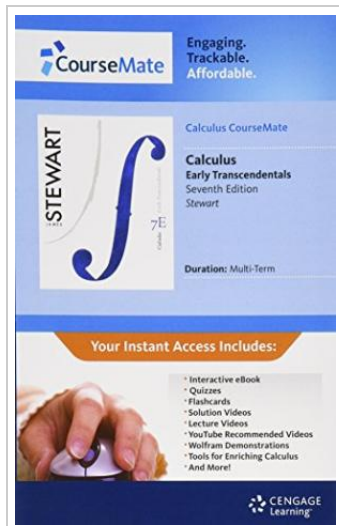 CourseMate
Engaging.
Trackable.
Affordable.
Calculus CourseMate
JAMES
STEWART
Calculus
Early Transcendentals
Seventh Edition
Stewart
7E
Duration: Multi-Term
Your Instant Access Includes:
• Interactive eBook
• Quizzes
• Flashcards
• Solution Videos
• Lecture Videos
• YouTube Recommended Videos
• Wolfram Demonstrations
• Tools for Enriching Calculus
• And More!
CENGAGE
Learning™